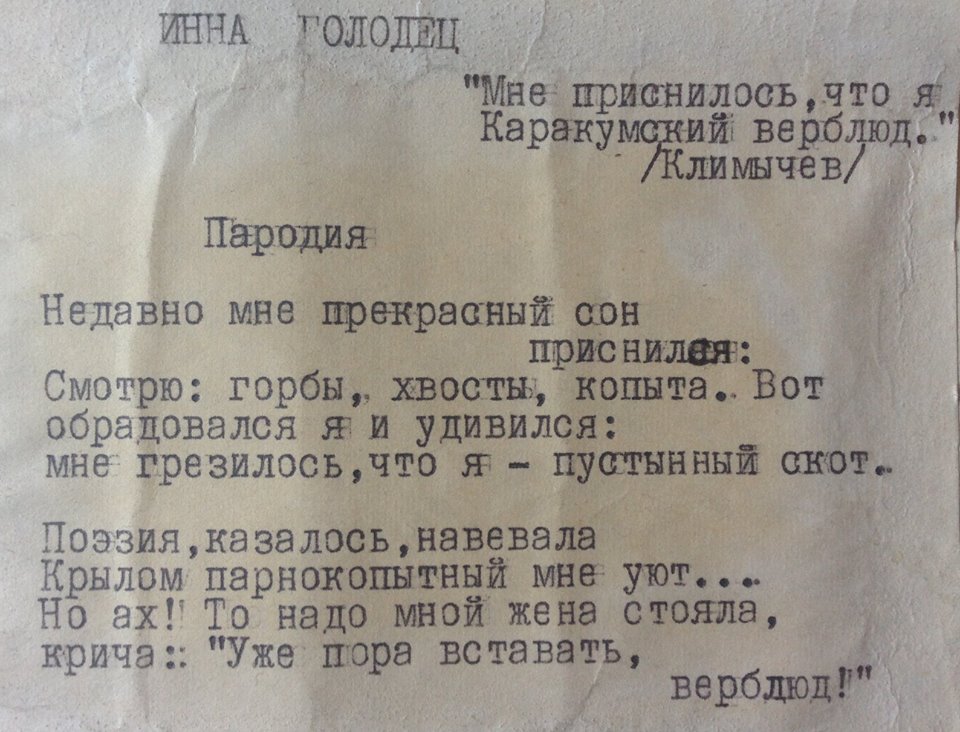 ИННА ГОЛОДЕЦ
"Мне приснилось,что я
Каракумский верблюд."
/Климычев/
Пародия
Недавно мне прекрасный сон
приснился:
Смотрю: горбы, хвосты, копыта. Вот
обрадовался я и удивился:
мне грезилось,что я - пустынный скот.
Поэзия,казалось,навевала
Крылом парнокопытный мне уют...
Но ах! То надо мной жена стояла,
крича: "Уже пора вставать,
верблюд!"